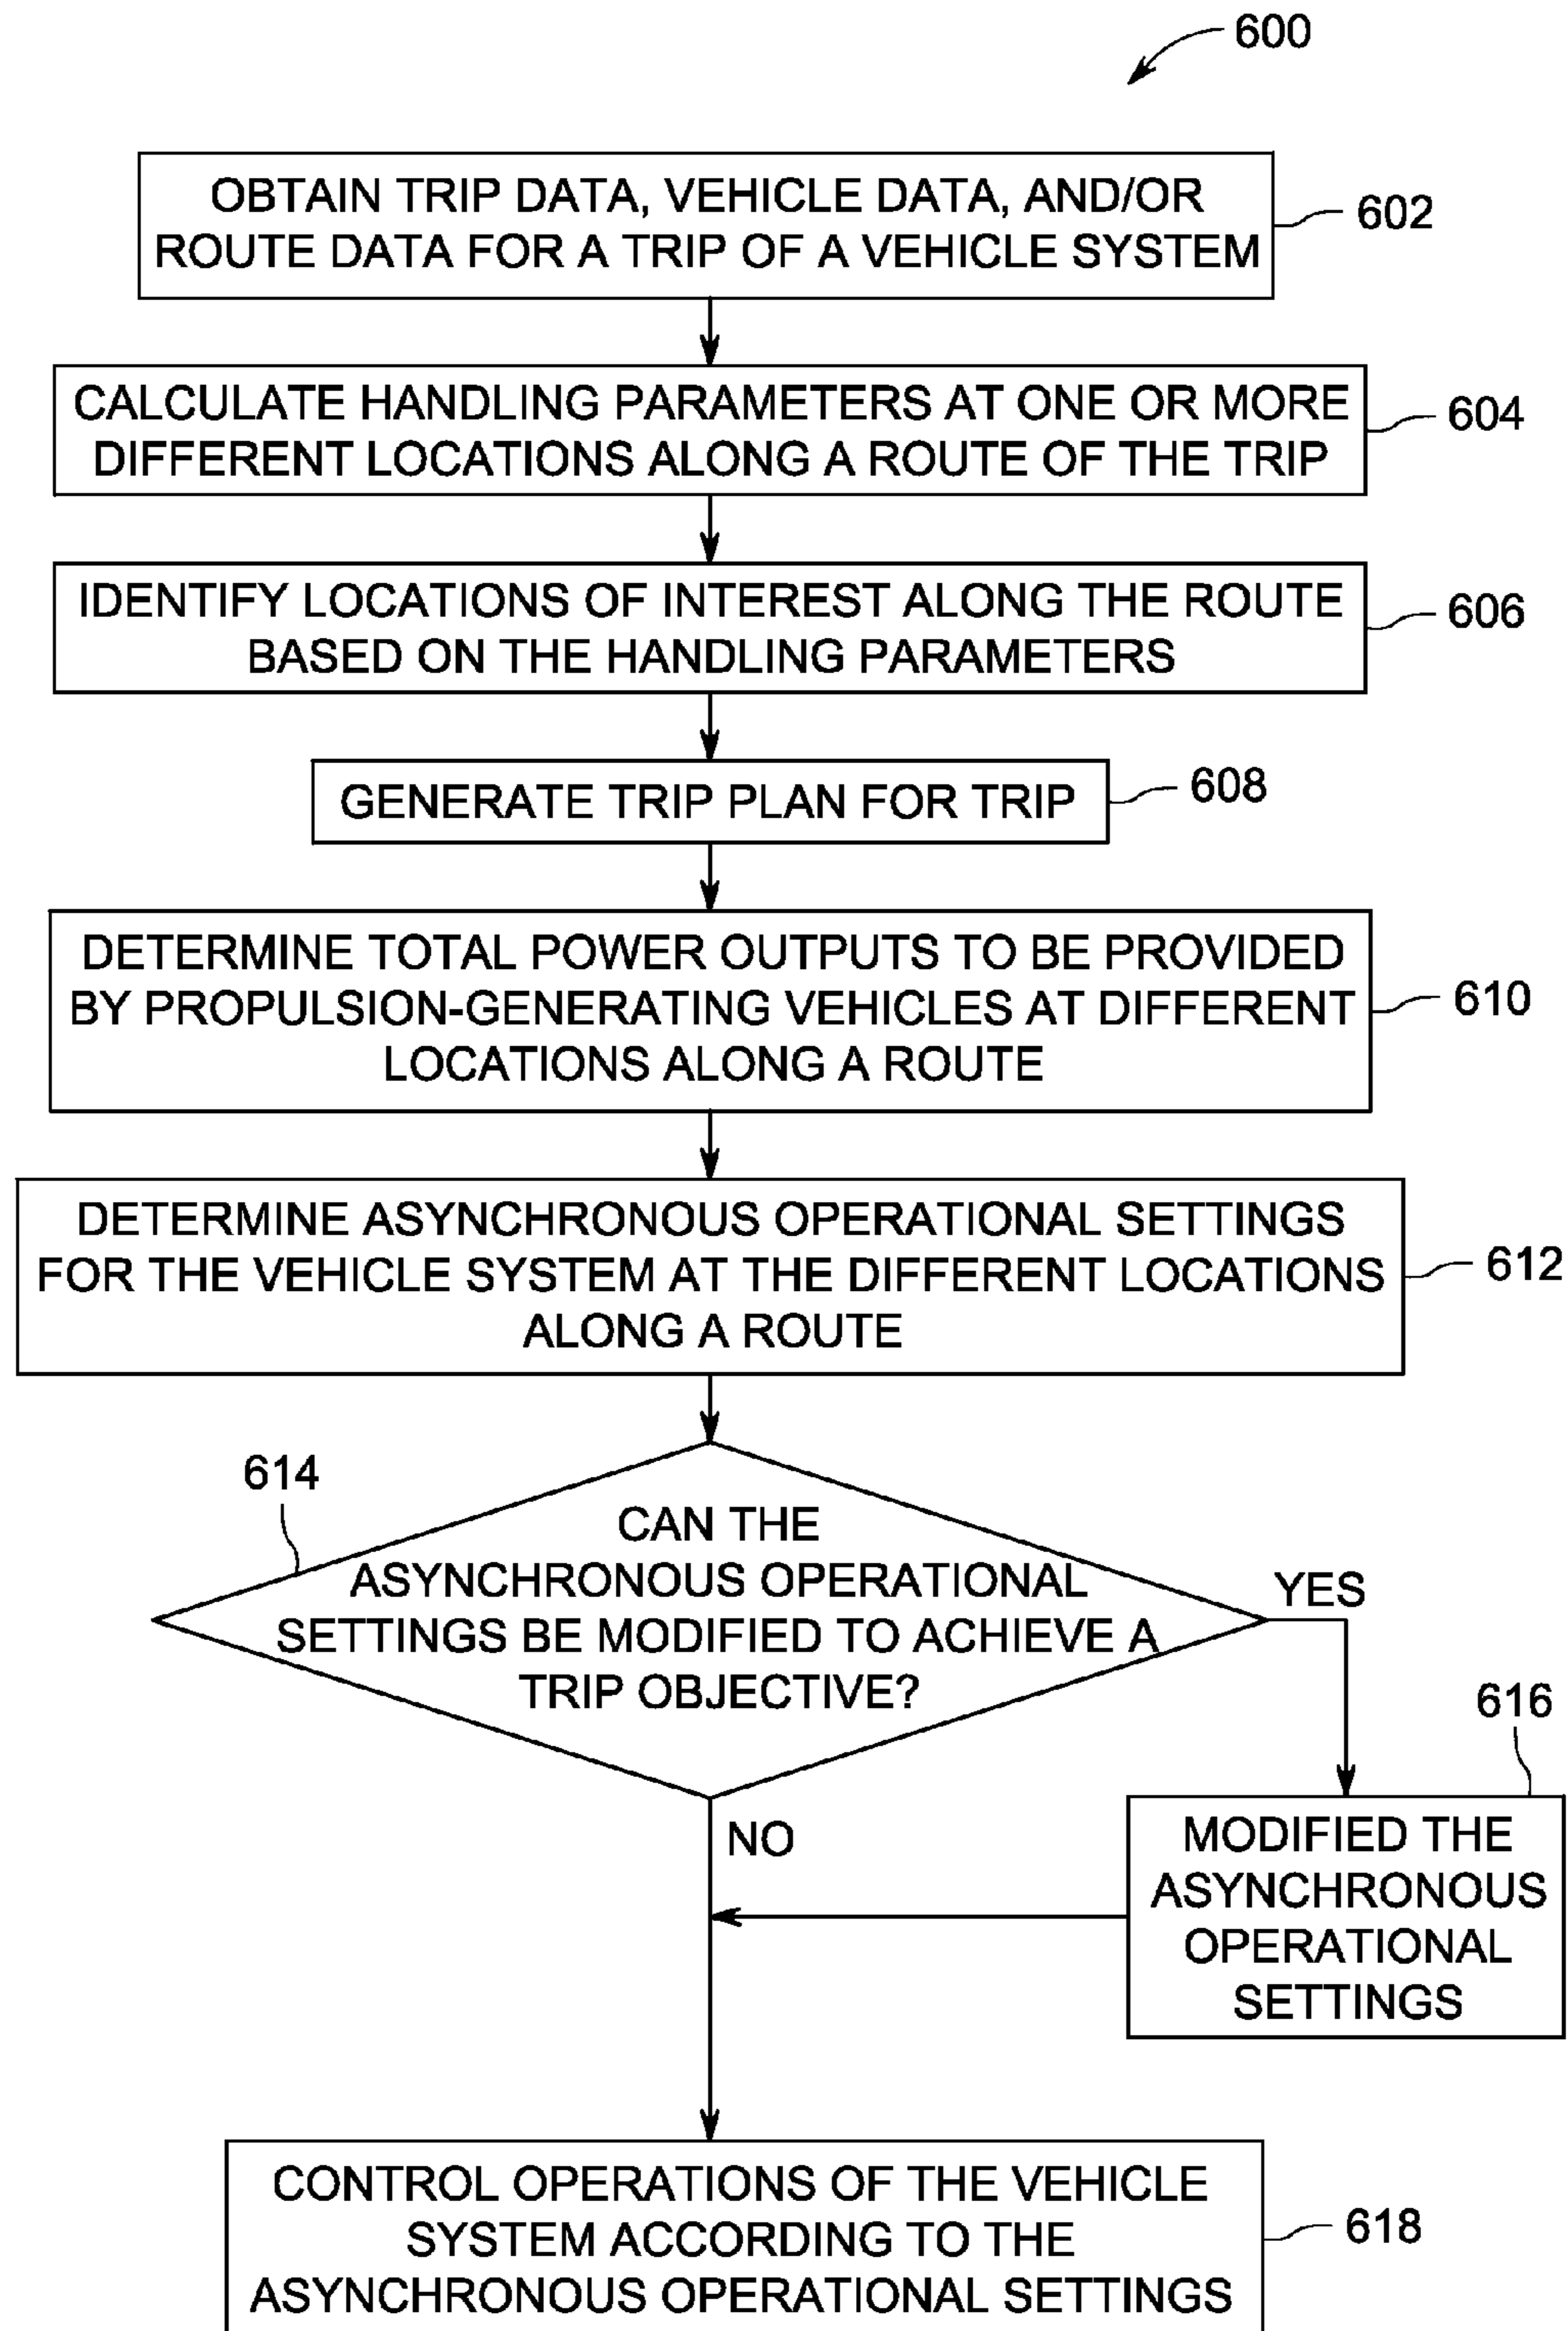 600
OBTAIN TRIP DATA, VEHICLE DATA, AND/OR
ROUTE DATA FOR A TRIP OF A VEHICLE SYSTEM
602
CALCULATE HANDLING PARAMETERS AT ONE OR MORE
DIFFERENT LOCATIONS ALONG A ROUTE OF THE TRIP
604
IDENTIFY LOCATIONS OF INTEREST ALONG THE ROUTE
BASED ON THE HANDLING PARAMETERS
606
GENERATE TRIP PLAN FOR TRIP
608
DETERMINE TOTAL POWER OUTPUTS TO BE PROVIDED
BY PROPULSION-GENERATING VEHICLES AT DIFFERENT
LOCATIONS ALONG A ROUTE
610
DETERMINE ASYNCHRONOUS OPERATIONAL SETTINGS
FOR THE VEHICLE SYSTEM AT THE DIFFERENT LOCATIONS
ALONG A ROUTE
612
614
CAN THE
ASYNCHRONOUS OPERATIONAL
SETTINGS BE MODIFIED TO ACHIEVE A
TRIP OBJECTIVE?
YES
616
MODIFIED THE
ASYNCHRONOUS
OPERATIONAL
SETTINGS
NO
CONTROL OPERATIONS OF THE VEHICLE
SYSTEM ACCORDING TO THE
ASYNCHRONOUS OPERATIONAL SETTINGS
618